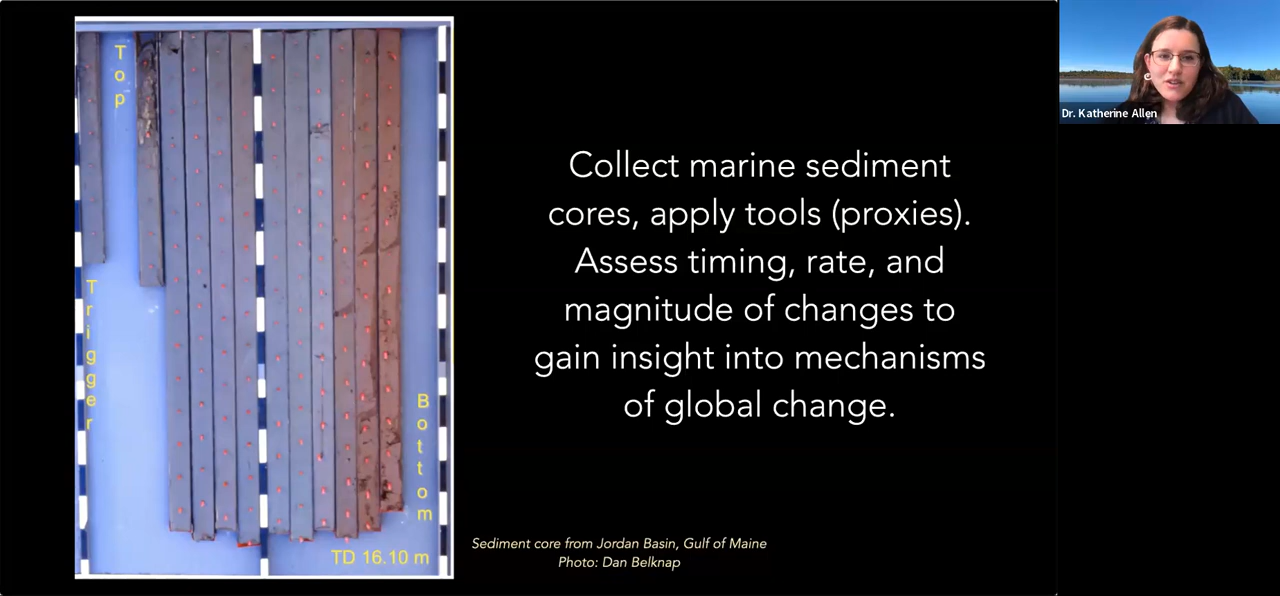 Top
Trigger
Bottom
TD 16.10 m
Collect marine sediment
cores, apply tools (proxies).
Assess timing, rate, and
magnitude of changes to
gain insight into mechanisms
of global change.
Sediment core from Jordan Basin, Gulf of Maine
Photo: Dan Belknap
Dr. Katherine Allen